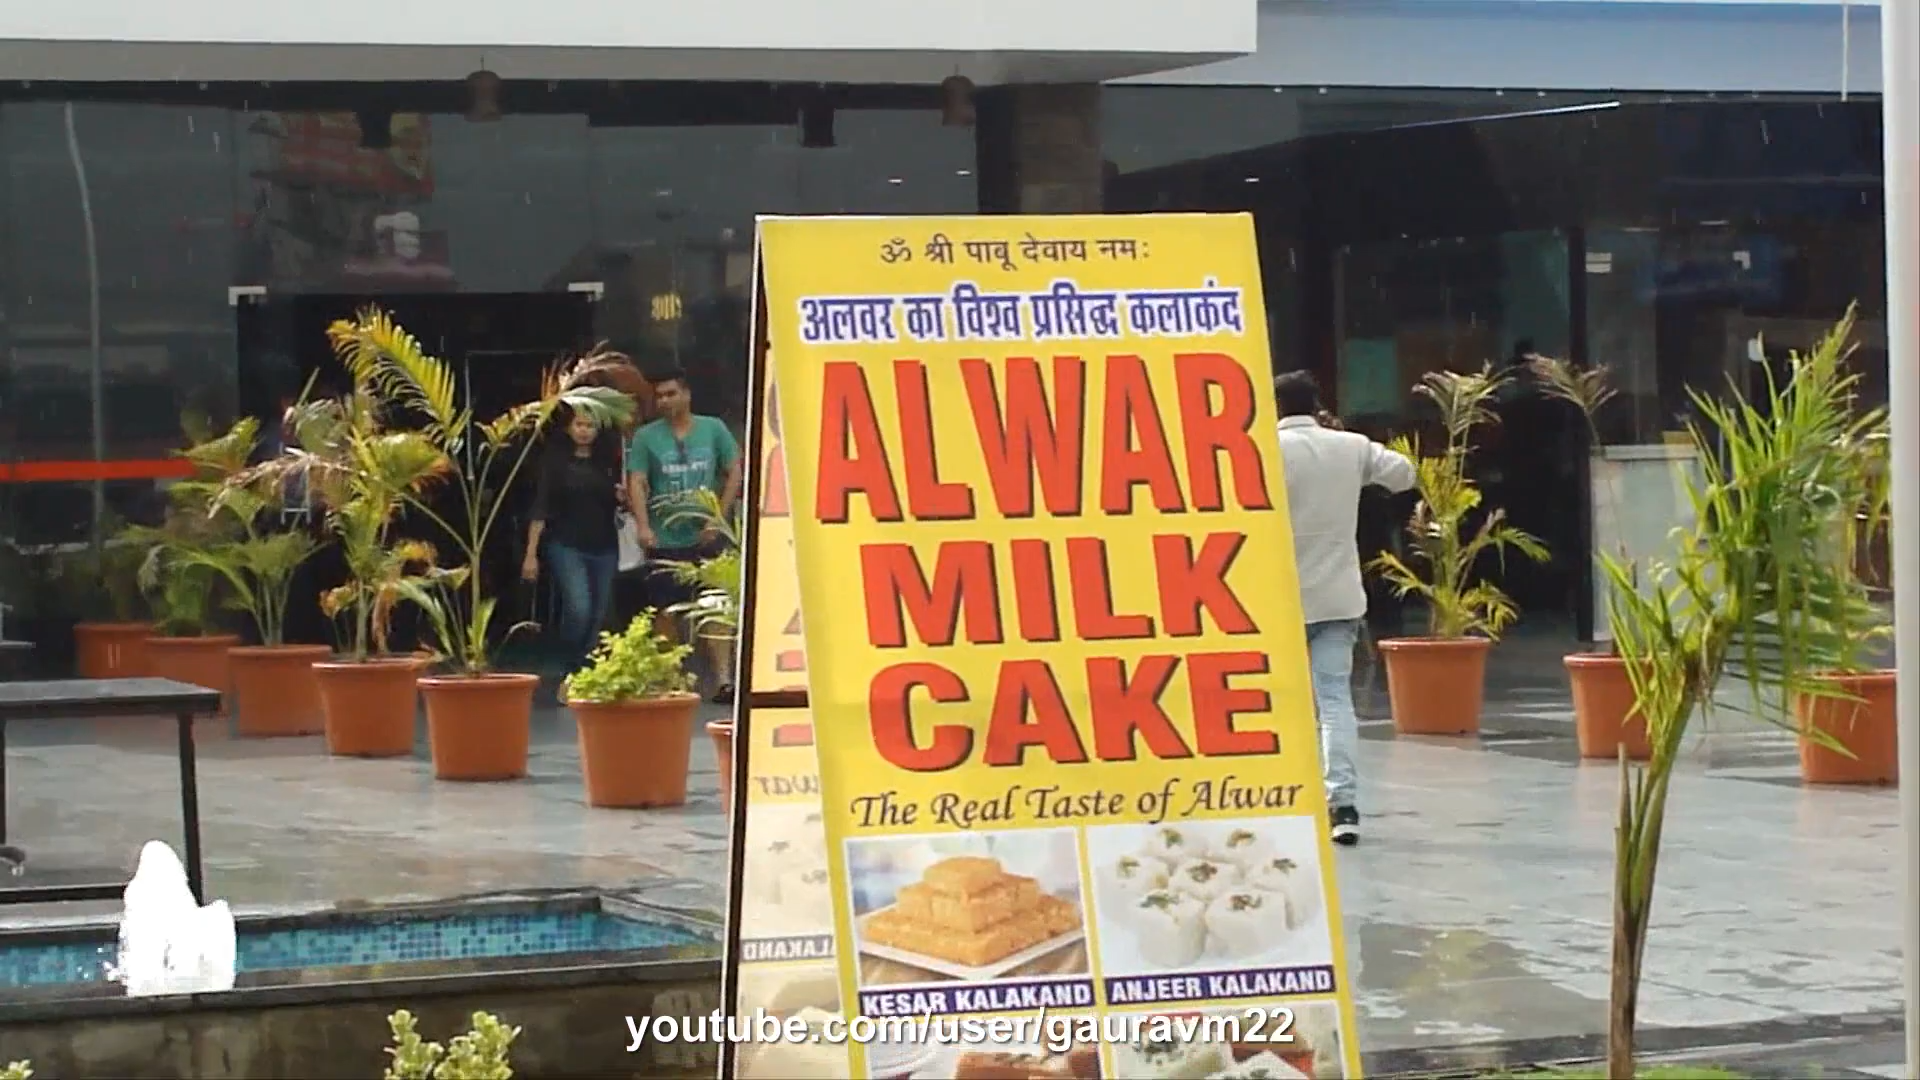 ॐ श्री पाबू देवाय नमः
अलवर का विश्व प्रसिद्ध कलाकंद
ALWAR
MILK
CAKE
The Real Taste of Alwar
KESAR KALAKAND
ANJEER KALAKAND
youtube.com/user/gauravm22